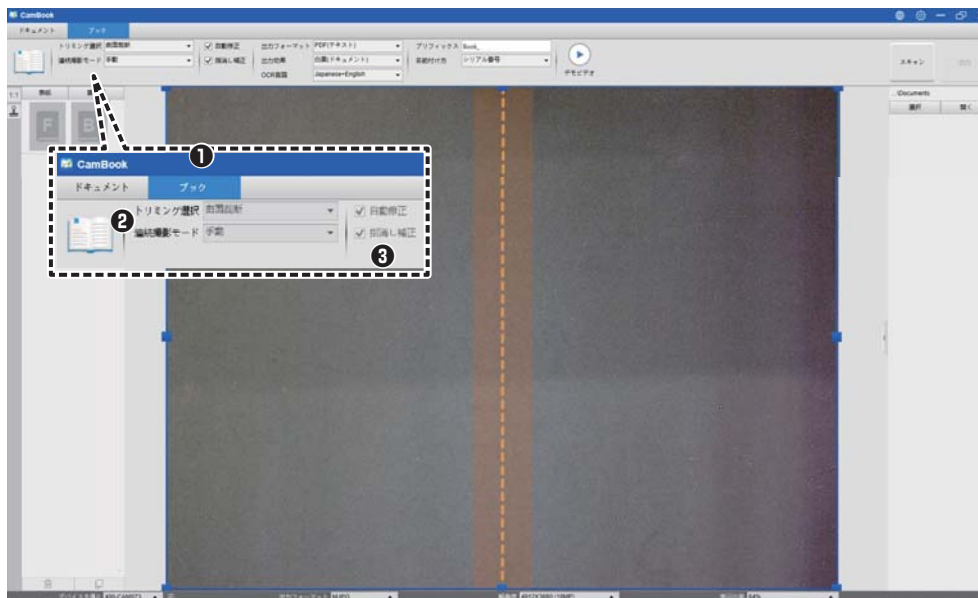 CamBook
ドキュメント ブック
トリミング選択 曲面裁断 自動修正 出力フォーマット PDF(テキスト) プリフィックス Book_
連続撮影モード 手動 指消し補正 出力効果 白黒(ドキュメント) 名前付け方 シリアル番号
OCR言語 Japanese+English
デモビデオ
スキャン
1:1
F B
\Documents
選択 開く
❶
CamBook
ドキュメント ブック
❷
トリミング選択 曲面裁断 自動修正
連続撮影モード 手動 指消し補正
❸
54%